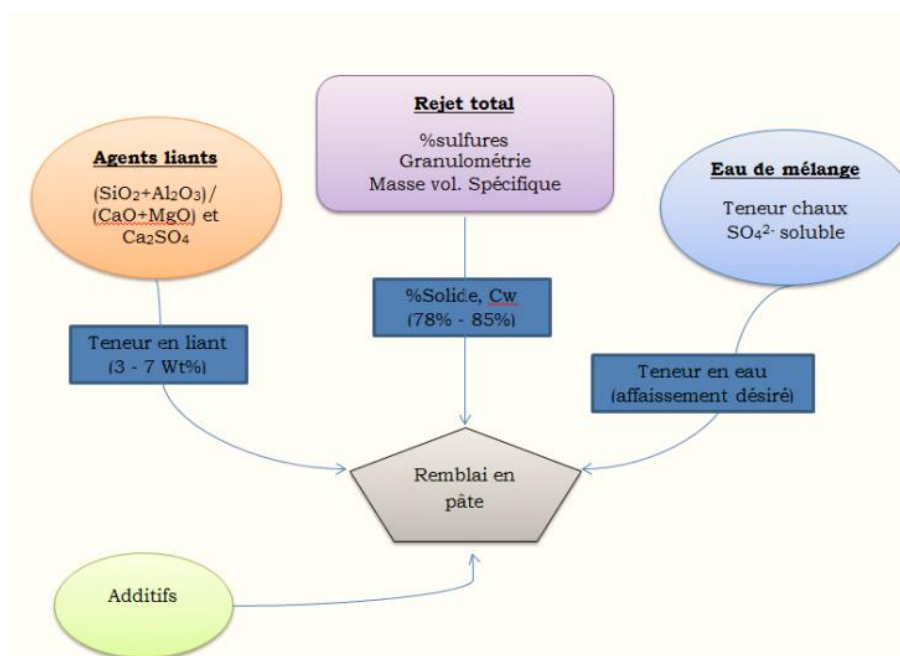 Rejet total
%sulfures
Granulométrie
Masse vol. Spécifique
Agents liants
(SiO₂+Al₂O₃)/
(CaO+MgO) et
Ca₂SO₄
Eau de mélange
Teneur chaux
SO₄²⁻ soluble
%Solide, Cw
(78% - 85%)
Teneur en liant
(3 - 7 Wt%)
Teneur en eau
(affaissement désiré)
Remblai en
pâte
Additifs